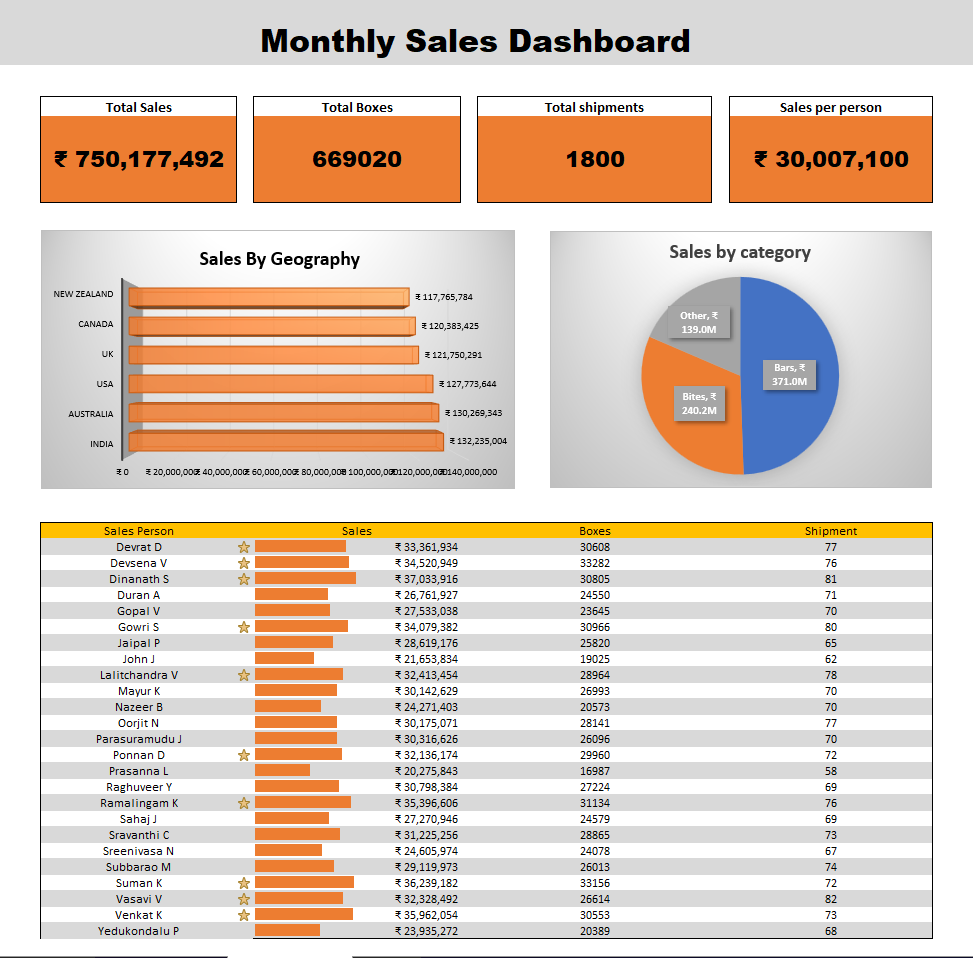 Monthly Sales Dashboard
Total Sales
₹ 750,177,492
Total Boxes
669020
Total shipments
1800
Sales per person
₹ 30,007,100
Sales By Geography
NEW ZEALAND ₹ 117,765,784
CANADA ₹ 120,383,425
UK ₹ 121,750,291
USA ₹ 127,773,644
AUSTRALIA ₹ 130,269,343
INDIA ₹ 132,235,004
₹ 0 ₹ 20,000,000 ₹ 40,000,000 ₹ 60,000,000 ₹ 80,000,000 ₹ 100,000,000 ₹ 120,000,000 ₹ 140,000,000
Sales by category
Other, ₹
139.0M
Bars, ₹
371.0M
Bites, ₹
240.2M
Sales Person Sales Boxes Shipment
Devrat D ₹ 33,361,934 30608 77
Devsena V ₹ 34,520,949 33282 76
Dinanath S ₹ 37,033,916 30805 81
Duran A ₹ 26,761,927 24550 71
Gopal V ₹ 27,533,038 23645 70
Gowri S ₹ 34,079,382 30966 80
Jaipal P ₹ 28,619,176 25820 65
John J ₹ 21,653,834 19025 62
Lalitchandra V ₹ 32,413,454 28964 78
Mayur K ₹ 30,142,629 26993 70
Nazeer B ₹ 24,271,403 20573 70
Oorjit N ₹ 30,175,071 28141 77
Parasuramudu J ₹ 30,316,626 26096 70
Ponnan D ₹ 32,136,174 29960 72
Prasanna L ₹ 20,275,843 16987 58
Raghuveer Y ₹ 30,798,384 27224 69
Ramalingam K ₹ 35,396,606 31134 76
Sahaj J ₹ 27,270,946 24579 69
Sravanthi C ₹ 31,225,256 28865 73
Sreenivasa N ₹ 24,605,974 24078 67
Subbarao M ₹ 29,119,973 26013 74
Suman K ₹ 36,239,182 33156 72
Vasavi V ₹ 32,328,492 26614 82
Venkat K ₹ 35,962,054 30553 73
Yedukondalu P ₹ 23,935,272 20389 68